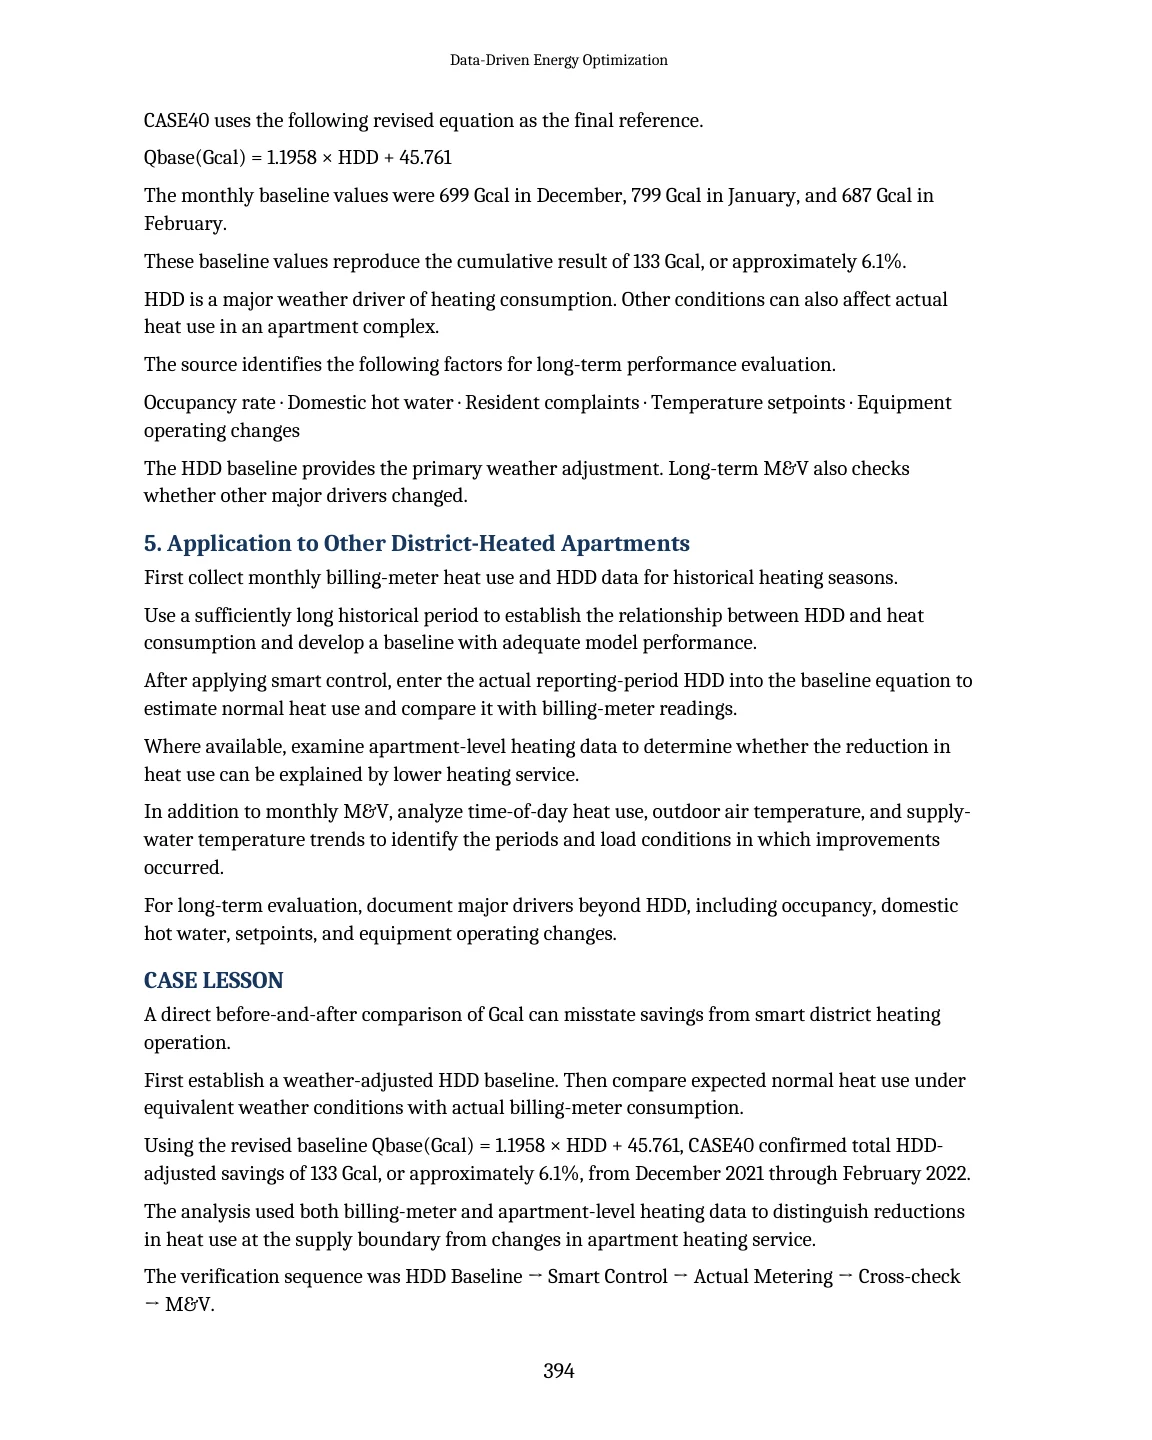 Data-Driven Energy Optimization
CASE40 uses the following revised equation as the final reference.
Qbase(Gcal) = 1.1958 × HDD + 45.761
The monthly baseline values were 699 Gcal in December, 799 Gcal in January, and 687 Gcal in
February.
These baseline values reproduce the cumulative result of 133 Gcal, or approximately 6.1%.
HDD is a major weather driver of heating consumption. Other conditions can also affect actual
heat use in an apartment complex.
The source identifies the following factors for long-term performance evaluation.
Occupancy rate · Domestic hot water · Resident complaints · Temperature setpoints · Equipment
operating changes
The HDD baseline provides the primary weather adjustment. Long-term M&V also checks
whether other major drivers changed.
5. Application to Other District-Heated Apartments
First collect monthly billing-meter heat use and HDD data for historical heating seasons.
Use a sufficiently long historical period to establish the relationship between HDD and heat
consumption and develop a baseline with adequate model performance.
After applying smart control, enter the actual reporting-period HDD into the baseline equation to
estimate normal heat use and compare it with billing-meter readings.
Where available, examine apartment-level heating data to determine whether the reduction in
heat use can be explained by lower heating service.
In addition to monthly M&V, analyze time-of-day heat use, outdoor air temperature, and supply-
water temperature trends to identify the periods and load conditions in which improvements
occurred.
For long-term evaluation, document major drivers beyond HDD, including occupancy, domestic
hot water, setpoints, and equipment operating changes.
CASE LESSON
A direct before-and-after comparison of Gcal can misstate savings from smart district heating
operation.
First establish a weather-adjusted HDD baseline. Then compare expected normal heat use under
equivalent weather conditions with actual billing-meter consumption.
Using the revised baseline Qbase(Gcal) = 1.1958 × HDD + 45.761, CASE40 confirmed total HDD-
adjusted savings of 133 Gcal, or approximately 6.1%, from December 2021 through February 2022.
The analysis used both billing-meter and apartment-level heating data to distinguish reductions
in heat use at the supply boundary from changes in apartment heating service.
The verification sequence was HDD Baseline → Smart Control → Actual Metering → Cross-check
→ M&V.
394